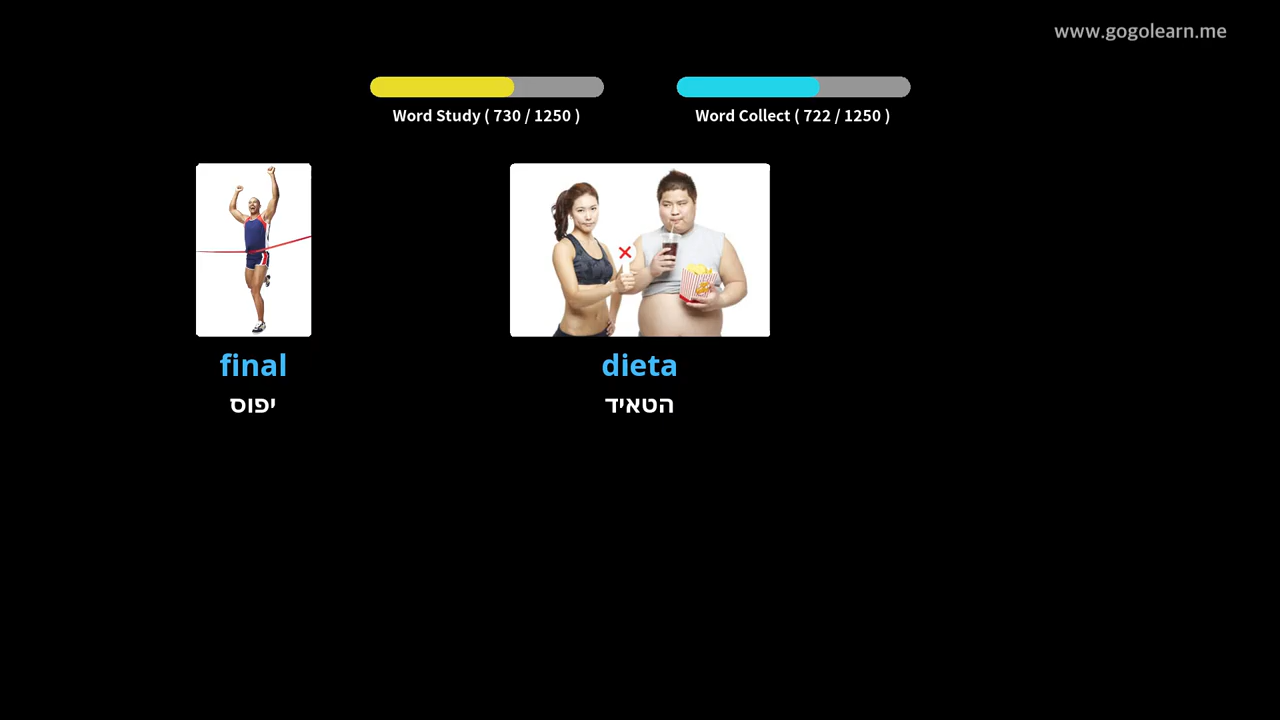 www.gogolearn.me
Word Study ( 730 / 1250 )
Word Collect ( 722 / 1250 )
final
יפוס
dieta
הטאיד